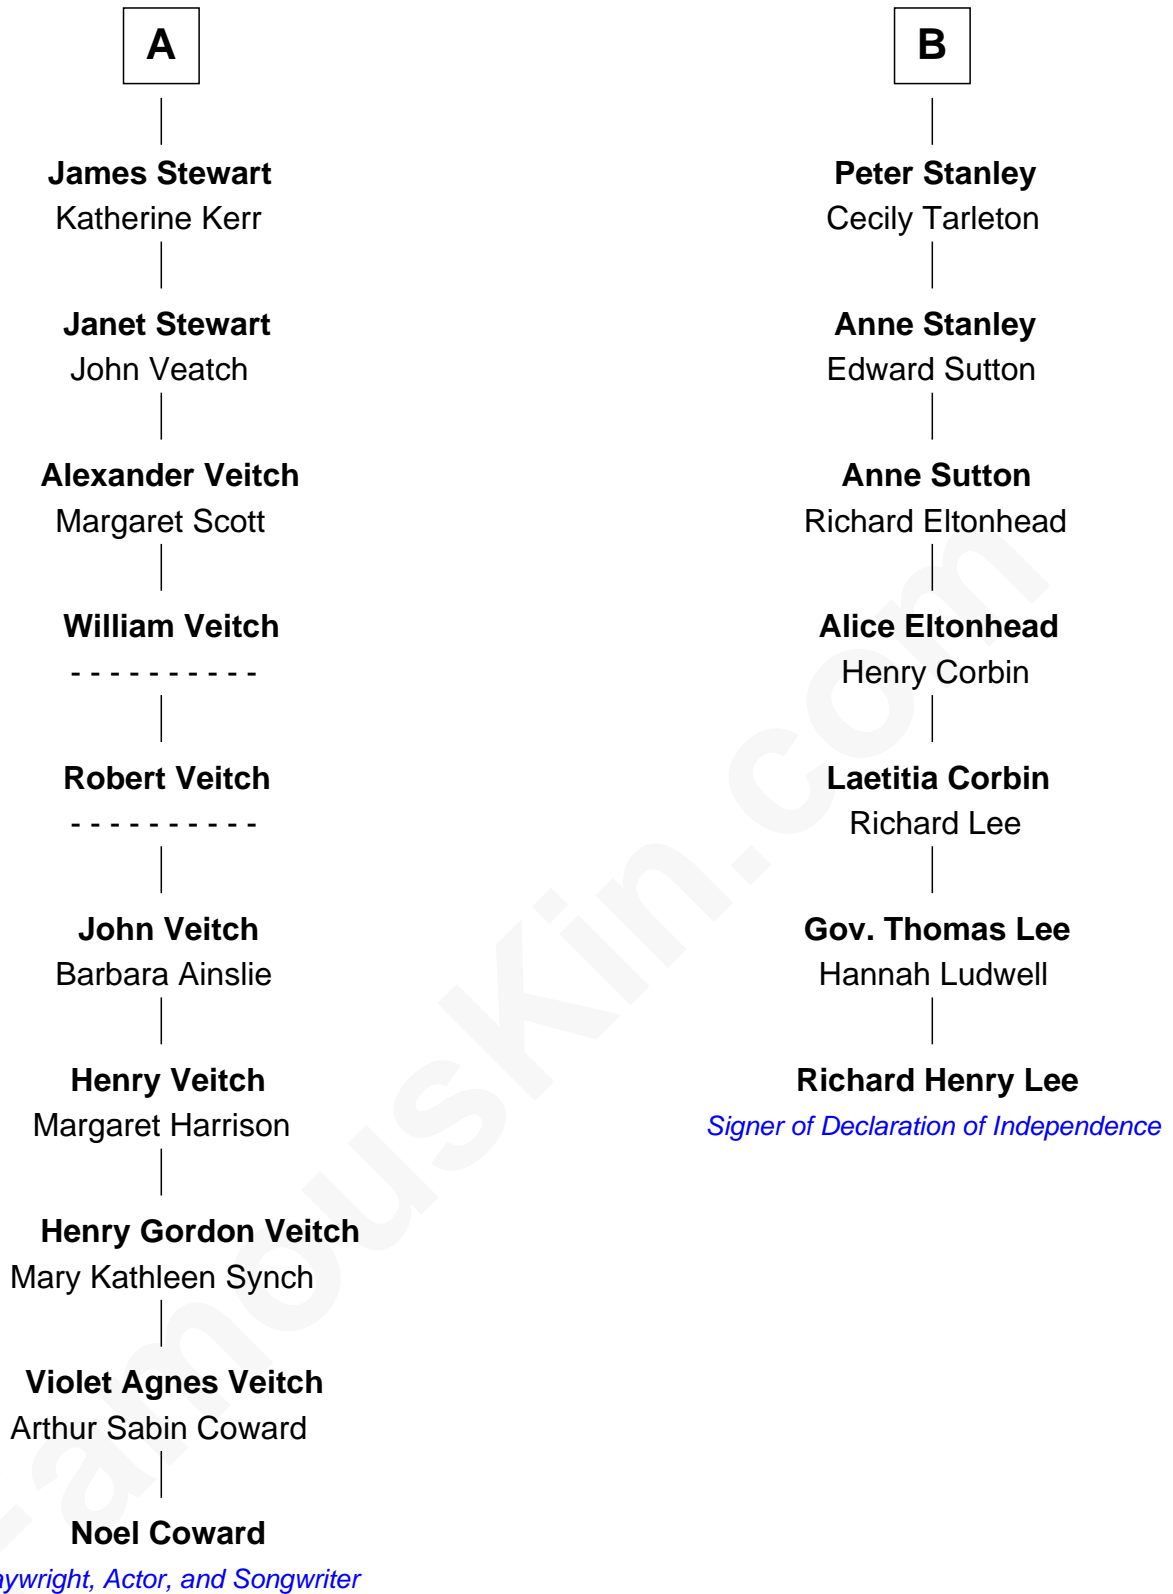 A
James Stewart
Katherine Kerr
Janet Stewart
John Veatch
Alexander Veitch
Margaret Scott
William Veitch
- - - - - - - - - -
Robert Veitch
- - - - - - - - - -
John Veitch
Barbara Ainslie
Henry Veitch
Margaret Harrison
Henry Gordon Veitch
Mary Kathleen Synch
Violet Agnes Veitch
Arthur Sabin Coward
Noel Coward
aywright, Actor, and Songwriter
B
Peter Stanley
Cecily Tarleton
Anne Stanley
Edward Sutton
Anne Sutton
Richard Eltonhead
Alice Eltonhead
Henry Corbin
Laetitia Corbin
Richard Lee
Gov. Thomas Lee
Hannah Ludwell
Richard Henry Lee
Signer of Declaration of Independence
FamousKin.com